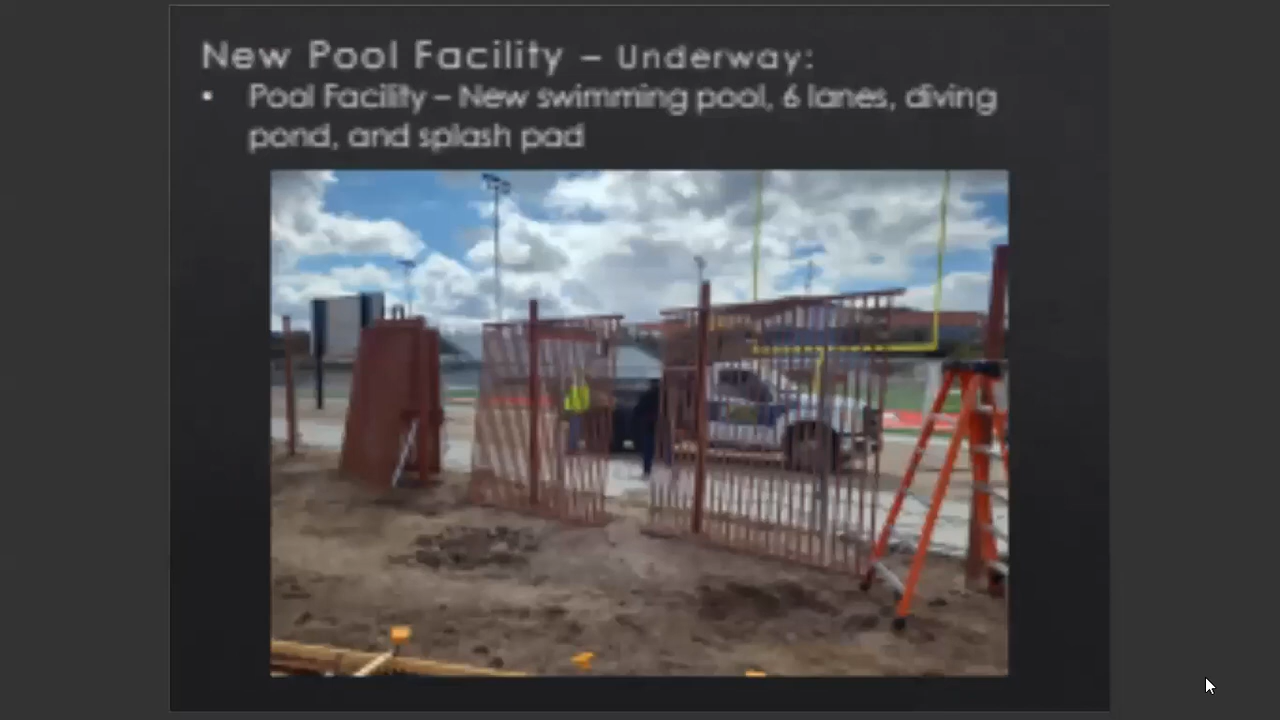 New Pool Facility – Underway:
• Pool Facility – New swimming pool, 6 lanes, diving
pond, and splash pad